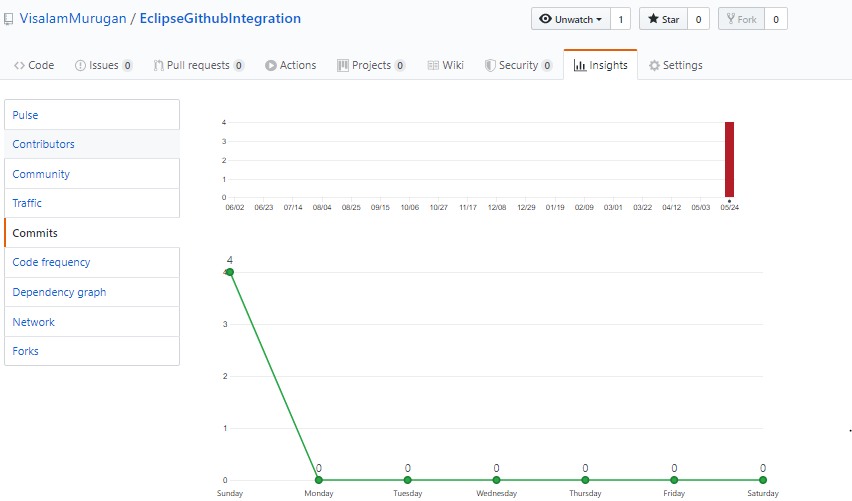 VisalamMurugan / EclipseGithubIntegration
Unwatch 1 Star 0 Fork 0
Code Issues 0 Pull requests 0 Actions Projects 0 Wiki Security 0 Insights Settings
Pulse
Contributors
Community
Traffic
Commits
Code frequency
Dependency graph
Network
Forks
4
3
2
1
0
06/02 06/23 07/14 08/04 08/25 09/15 10/06 10/27 11/17 12/08 12/29 01/19 02/09 03/01 03/22 04/12 05/03 05/24
4
4
3
2
1
0 0 0 0 0 0
0
Sunday Monday Tuesday Wednesday Thursday Friday Saturday